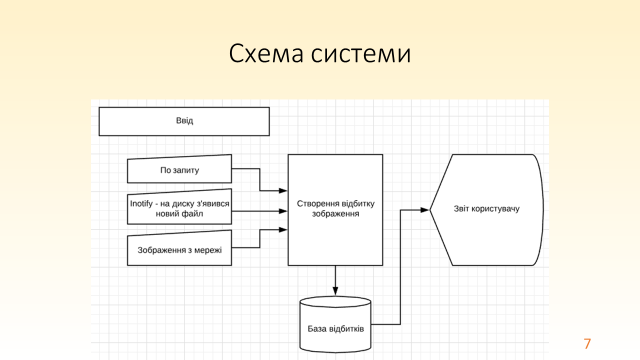 Схема системи
Ввід
По запиту
Inotify - на диску з'явився
новий файл
Зображення з мережі
Створення відбитку
зображення
Звіт користувачу
База відбитків
7